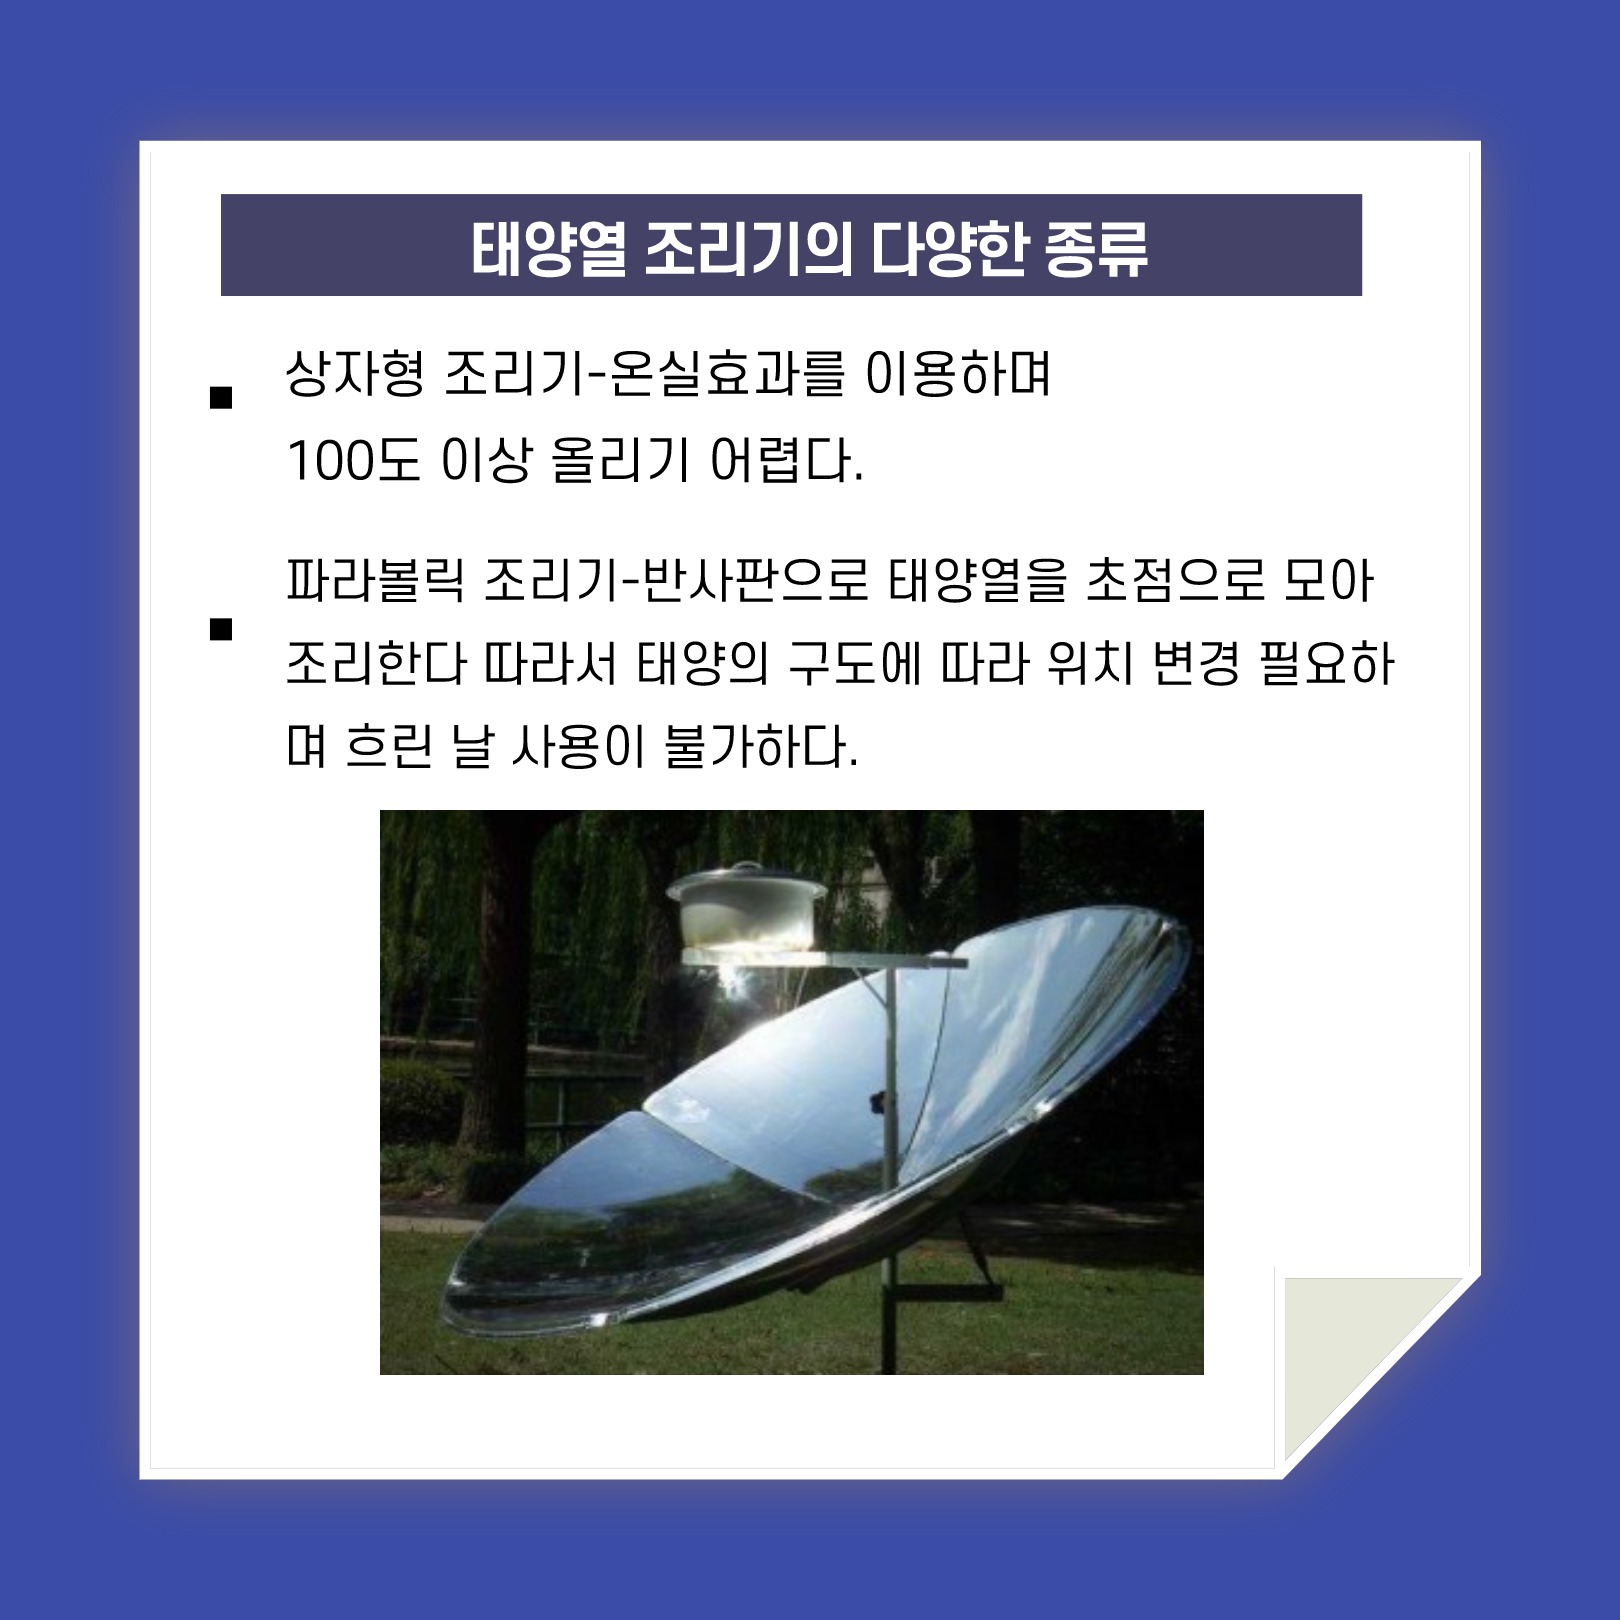 태양열 조리기의 다양한 종류
상자형 조리기-온실효과를 이용하며
100도 이상 올리기 어렵다.
파라볼릭 조리기-반사판으로 태양열을 초점으로 모아
조리한다 따라서 태양의 구도에 따라 위치 변경 필요하
며 흐린 날 사용이 불가하다.